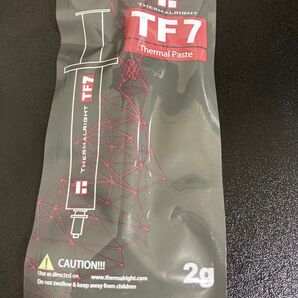 TF7
Thermal Paste
THERMALRIGHT TF7
CAUTION!!!
Use as directed on www.thermalright.com
Do not swallow & keep away from children
2g